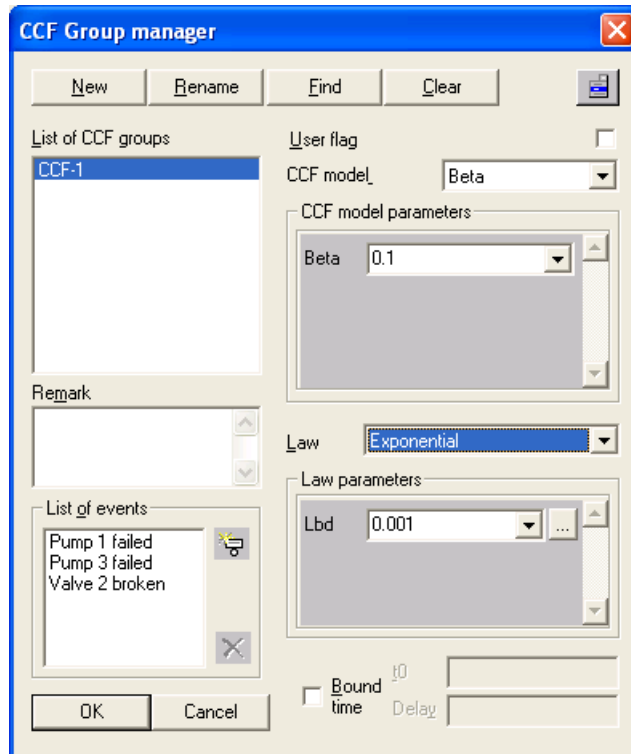 CCF Group manager
New Rename Find Clear
List of CCF groups
CCF-1
User flag
CCF model
Beta
CCF model parameters
Beta 0.1
Remark
Law Exponential
Law parameters
Lbd 0.001 ...
List of events
Pump 1 failed
Pump 3 failed
Valve 2 broken
Bound time
t0
Delay
OK Cancel